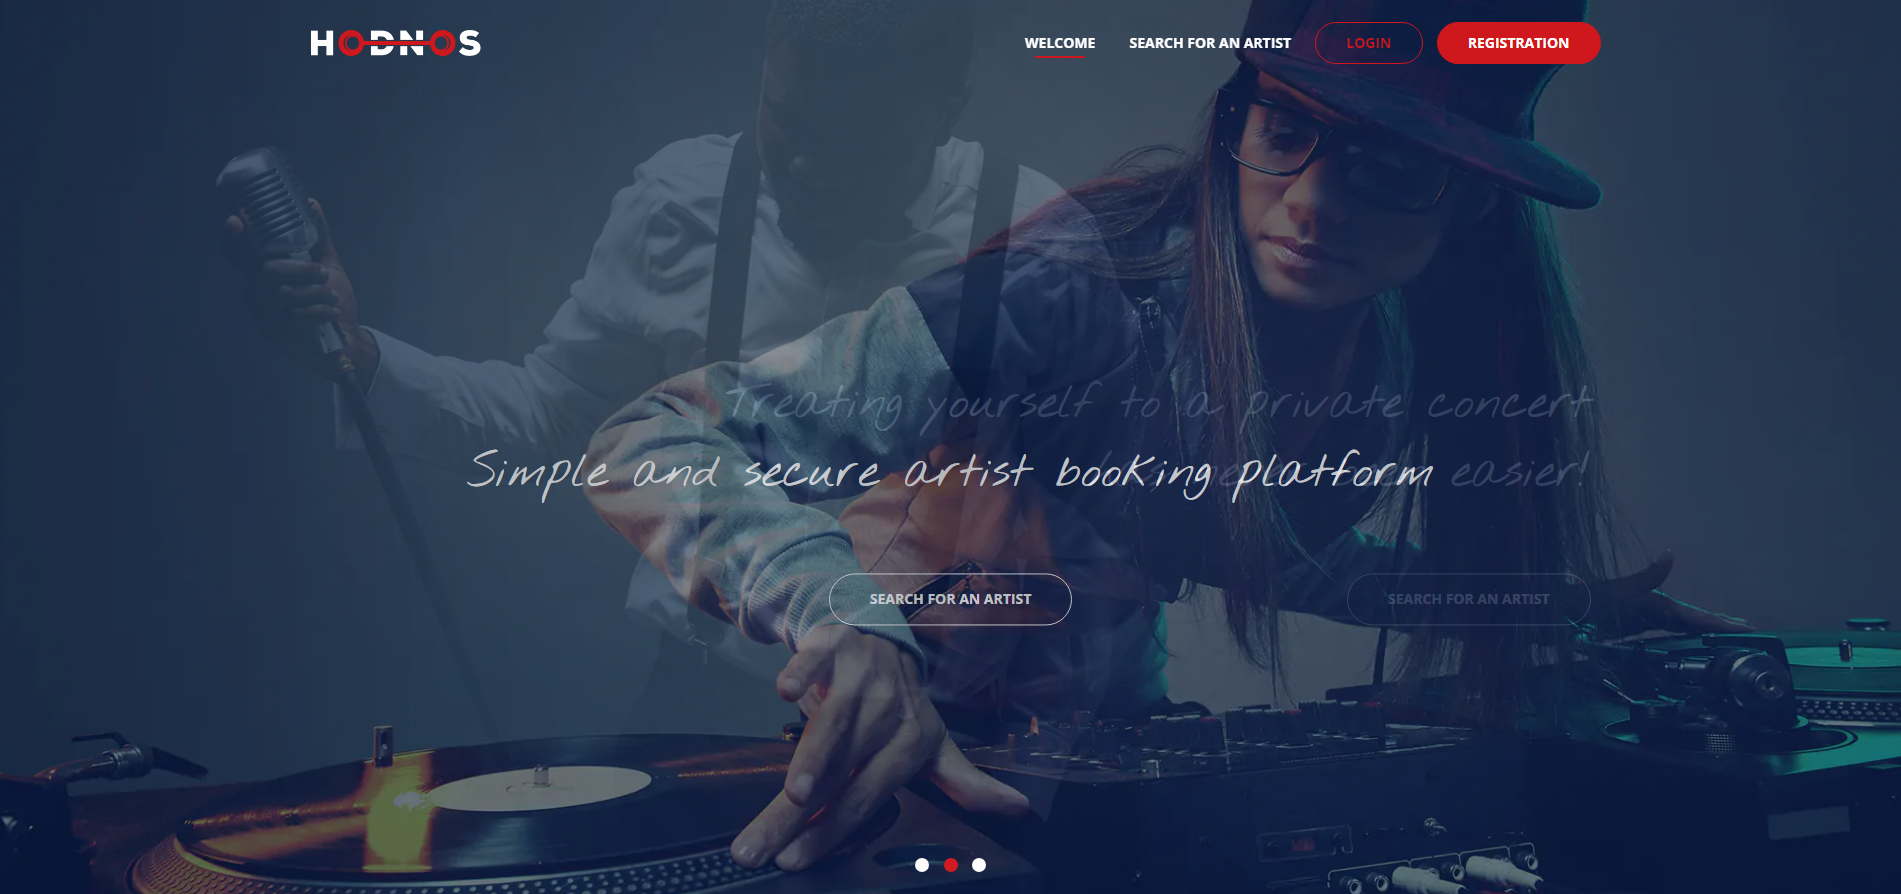 HODNOS
WELCOME
SEARCH FOR AN ARTIST
LOGIN
REGISTRATION
Treating yourself to a private concert
easier!
Simple and secure artist booking platform
SEARCH FOR AN ARTIST
SEARCH FOR AN ARTIST